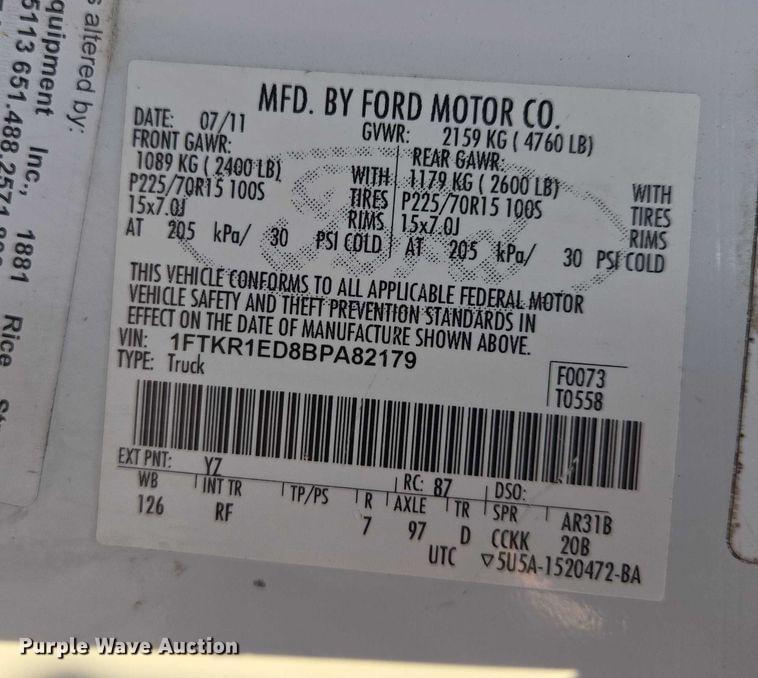 s altered by:
quipment Inc., 1881 Rice St
5113 651.488.2571
MFD. BY FORD MOTOR CO.
DATE: 07/11 GVWR: 2159 KG ( 4760 LB)
FRONT GAWR: REAR GAWR:
1089 KG ( 2400 LB) WITH 1179 KG ( 2600 LB) WITH
P225/70R15 100S TIRES P225/70R15 100S TIRES
15x7.0J RIMS 15x7.0J RIMS
AT 205 kPa/ 30 PSI COLD AT 205 kPa/ 30 PSI COLD
THIS VEHICLE CONFORMS TO ALL APPLICABLE FEDERAL MOTOR
VEHICLE SAFETY AND THEFT PREVENTION STANDARDS IN
EFFECT ON THE DATE OF MANUFACTURE SHOWN ABOVE.
VIN: 1FTKR1ED8BPA82179
TYPE: Truck
F0073
T0558
EXT PNT: YZ RC: 87 DSO:
WB INT TR TP/PS R AXLE TR SPR AR31B
126 RF 7 97 D CCKK 20B
UTC ▽5U5A-1520472-BA
Purple Wave Auction